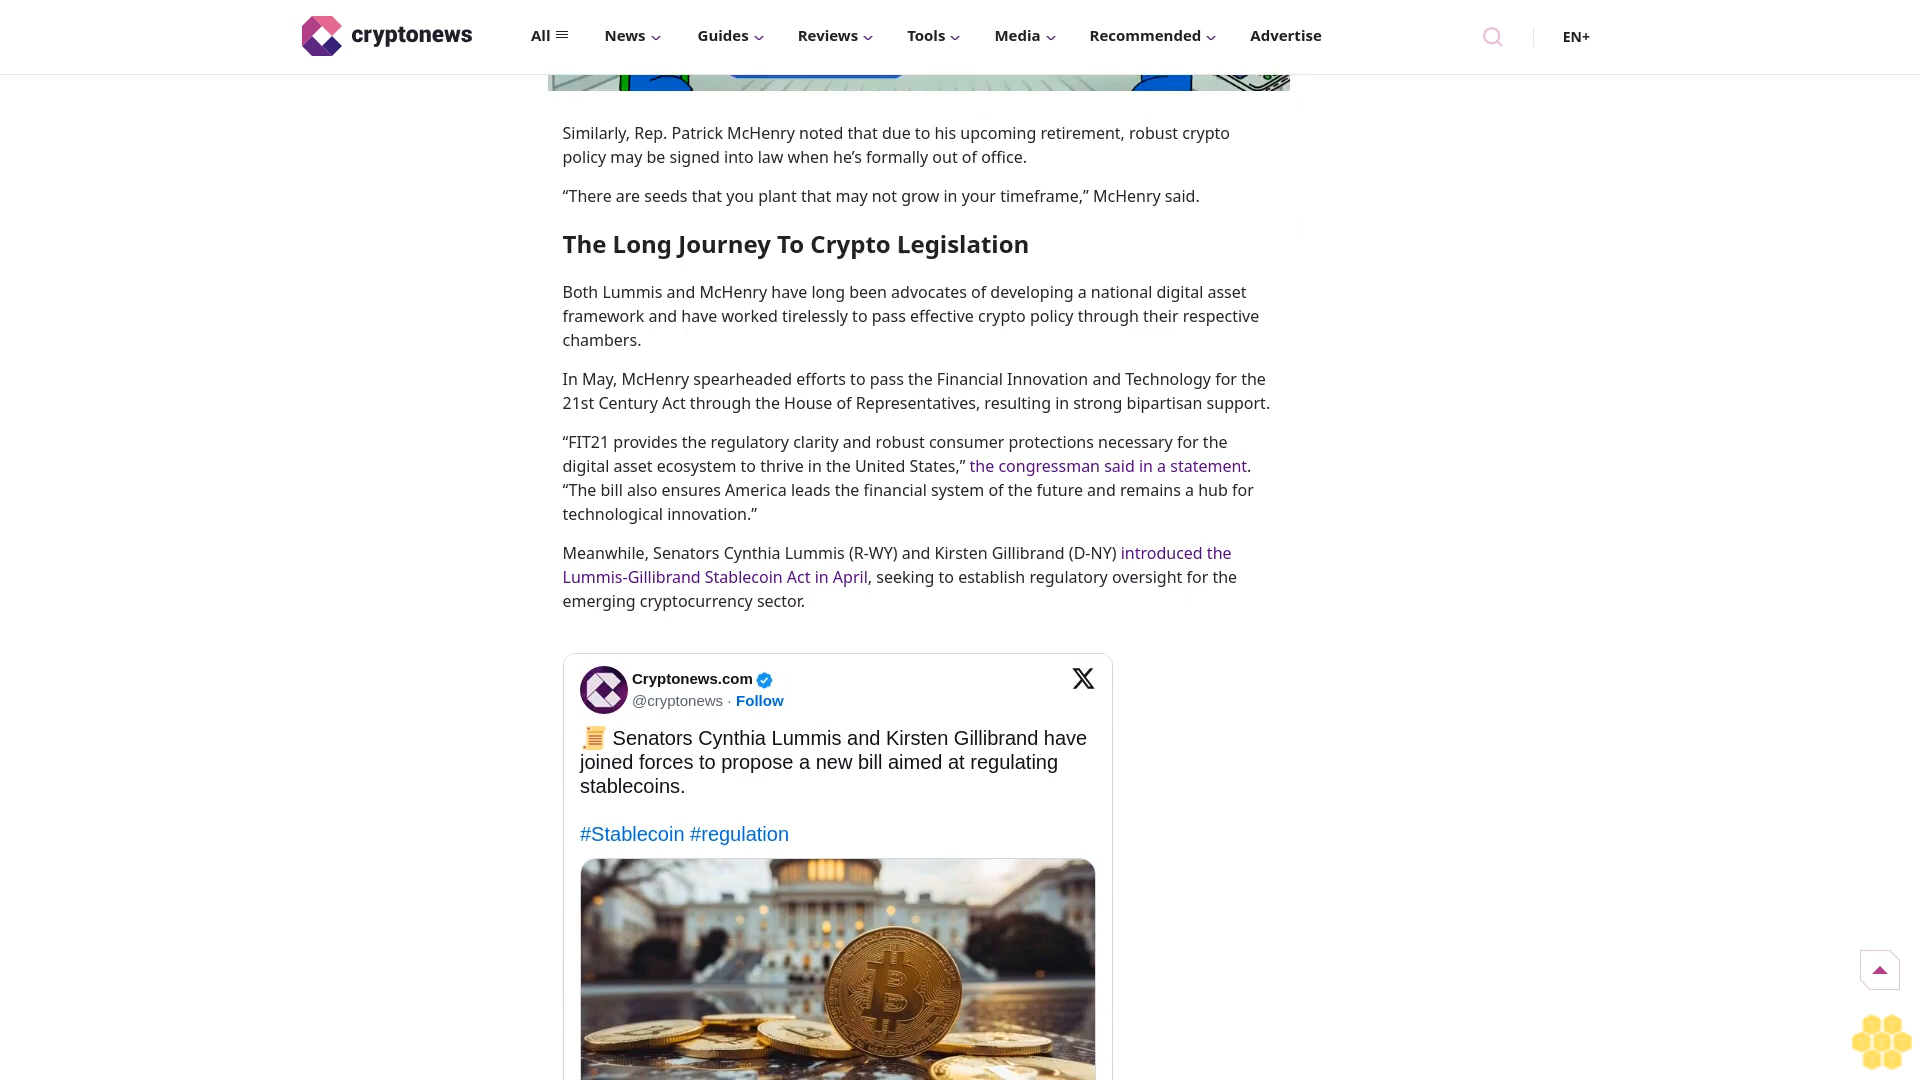 cryptonews
All News Guides Reviews Tools Media Recommended Advertise EN+
Similarly, Rep. Patrick McHenry noted that due to his upcoming retirement, robust crypto
policy may be signed into law when he’s formally out of office.
“There are seeds that you plant that may not grow in your timeframe,” McHenry said.
The Long Journey To Crypto Legislation
Both Lummis and McHenry have long been advocates of developing a national digital asset
framework and have worked tirelessly to pass effective crypto policy through their respective
chambers.
In May, McHenry spearheaded efforts to pass the Financial Innovation and Technology for the
21st Century Act through the House of Representatives, resulting in strong bipartisan support.
“FIT21 provides the regulatory clarity and robust consumer protections necessary for the
digital asset ecosystem to thrive in the United States,” the congressman said in a statement.
“The bill also ensures America leads the financial system of the future and remains a hub for
technological innovation.”
Meanwhile, Senators Cynthia Lummis (R-WY) and Kirsten Gillibrand (D-NY) introduced the
Lummis-Gillibrand Stablecoin Act in April, seeking to establish regulatory oversight for the
emerging cryptocurrency sector.
Cryptonews.com
@cryptonews · Follow
📜 Senators Cynthia Lummis and Kirsten Gillibrand have
joined forces to propose a new bill aimed at regulating
stablecoins.
#Stablecoin #regulation